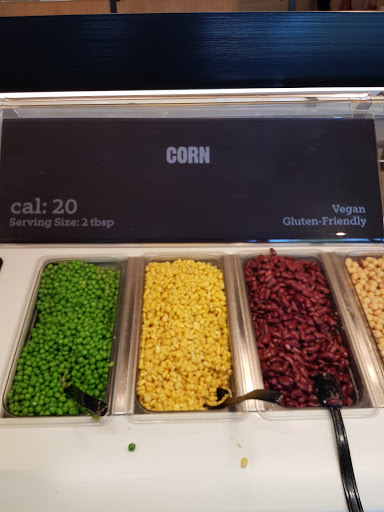 CORN
cal: 20
Serving Size: 2 tbsp
Vegan
Gluten-Friendly